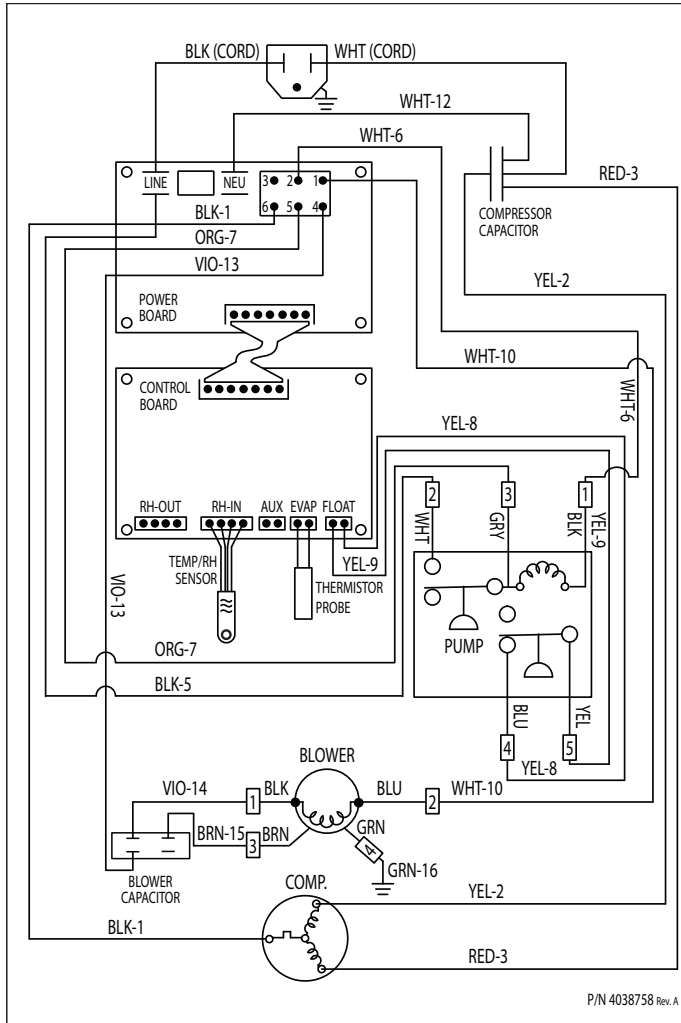 BLK (CORD)
WHT (CORD)
WHT-12
WHT-6
RED-3
LINE
NEU
3 2 1
6 5 4
BLK-1
ORG-7
VIO-13
COMPRESSOR
CAPACITOR
YEL-2
POWER
BOARD
WHT-10
WHT-6
CONTROL
BOARD
YEL-8
2
3
1
WHT
GRY
BLK
YEL-9
RH-OUT
RH-IN
AUX
EVAP
FLOAT
YEL-9
TEMP/RH
SENSOR
THERMISTOR
PROBE
VIO-13
PUMP
ORG-7
BLK-5
BLU
YEL
4
5
YEL-8
BLOWER
VIO-14
1
BLK
BLU
2
WHT-10
BRN-15
3
BRN
GRN
4
GRN-16
BLOWER
CAPACITOR
COMP.
YEL-2
BLK-1
RED-3
P/N 4038758 Rev. A